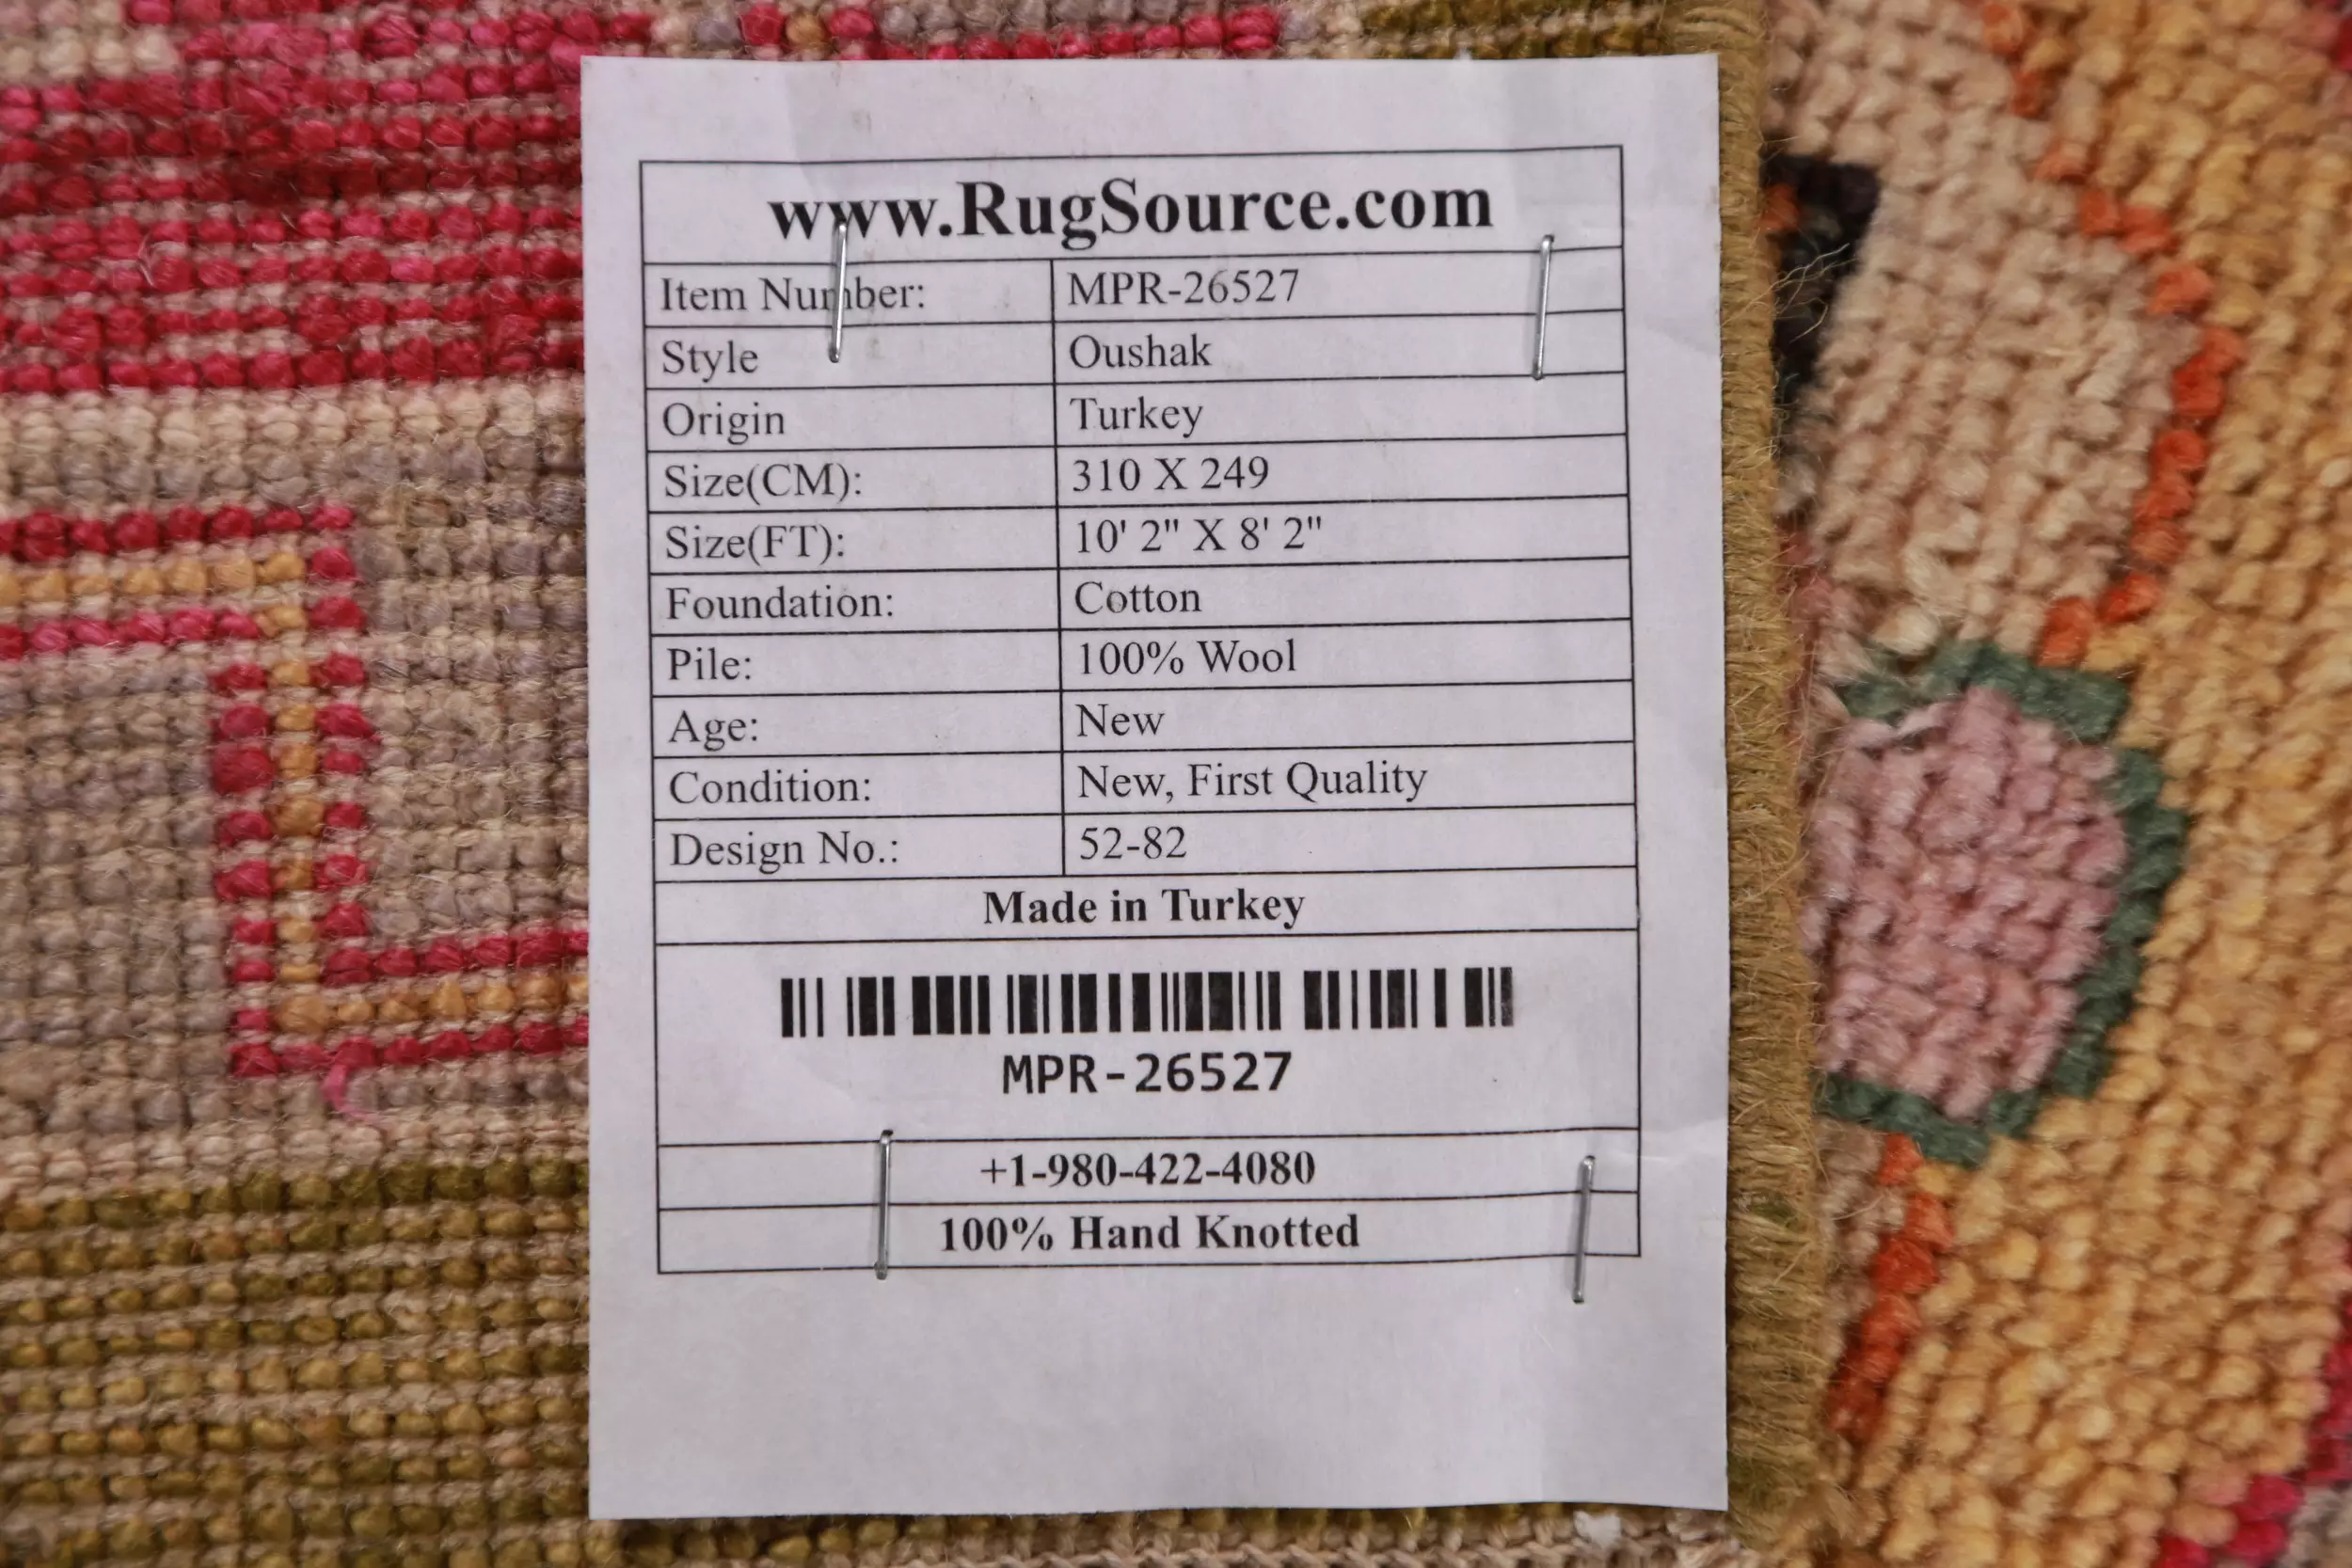 www.RugSource.com
Item Number: MPR-26527
Style Oushak
Origin Turkey
Size(CM): 310 X 249
Size(FT): 10' 2" X 8' 2"
Foundation: Cotton
Pile: 100% Wool
Age: New
Condition: New, First Quality
Design No.: 52-82
Made in Turkey
MPR-26527
+1-980-422-4080
100% Hand Knotted